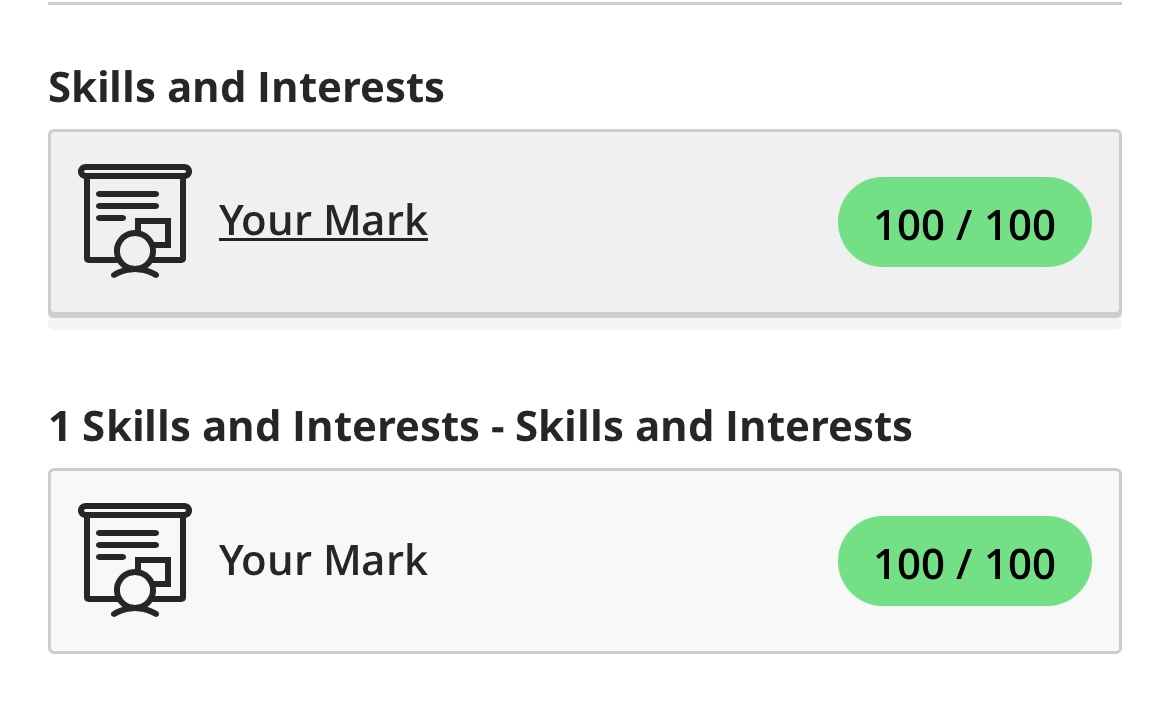 Skills and Interests
Your Mark 100 / 100
1 Skills and Interests - Skills and Interests
Your Mark 100 / 100